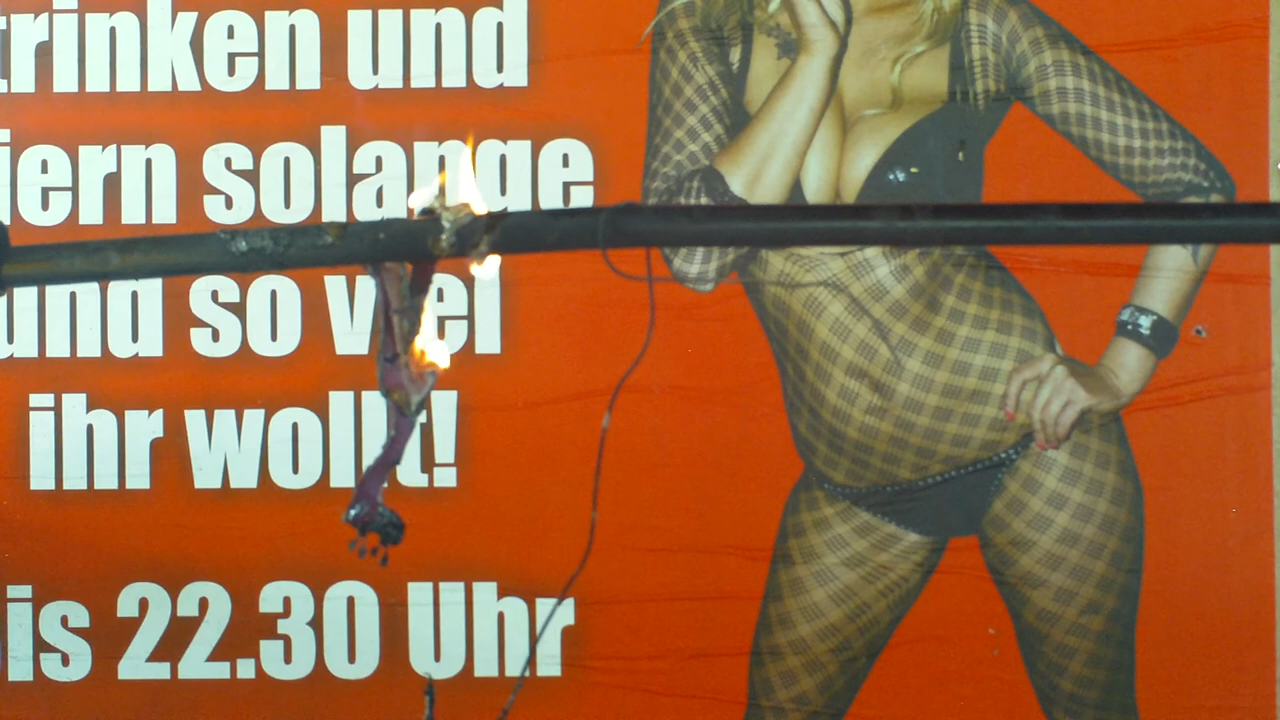 trinken und
iern solange
und so viel
ihr wollt!
is 22.30 Uhr